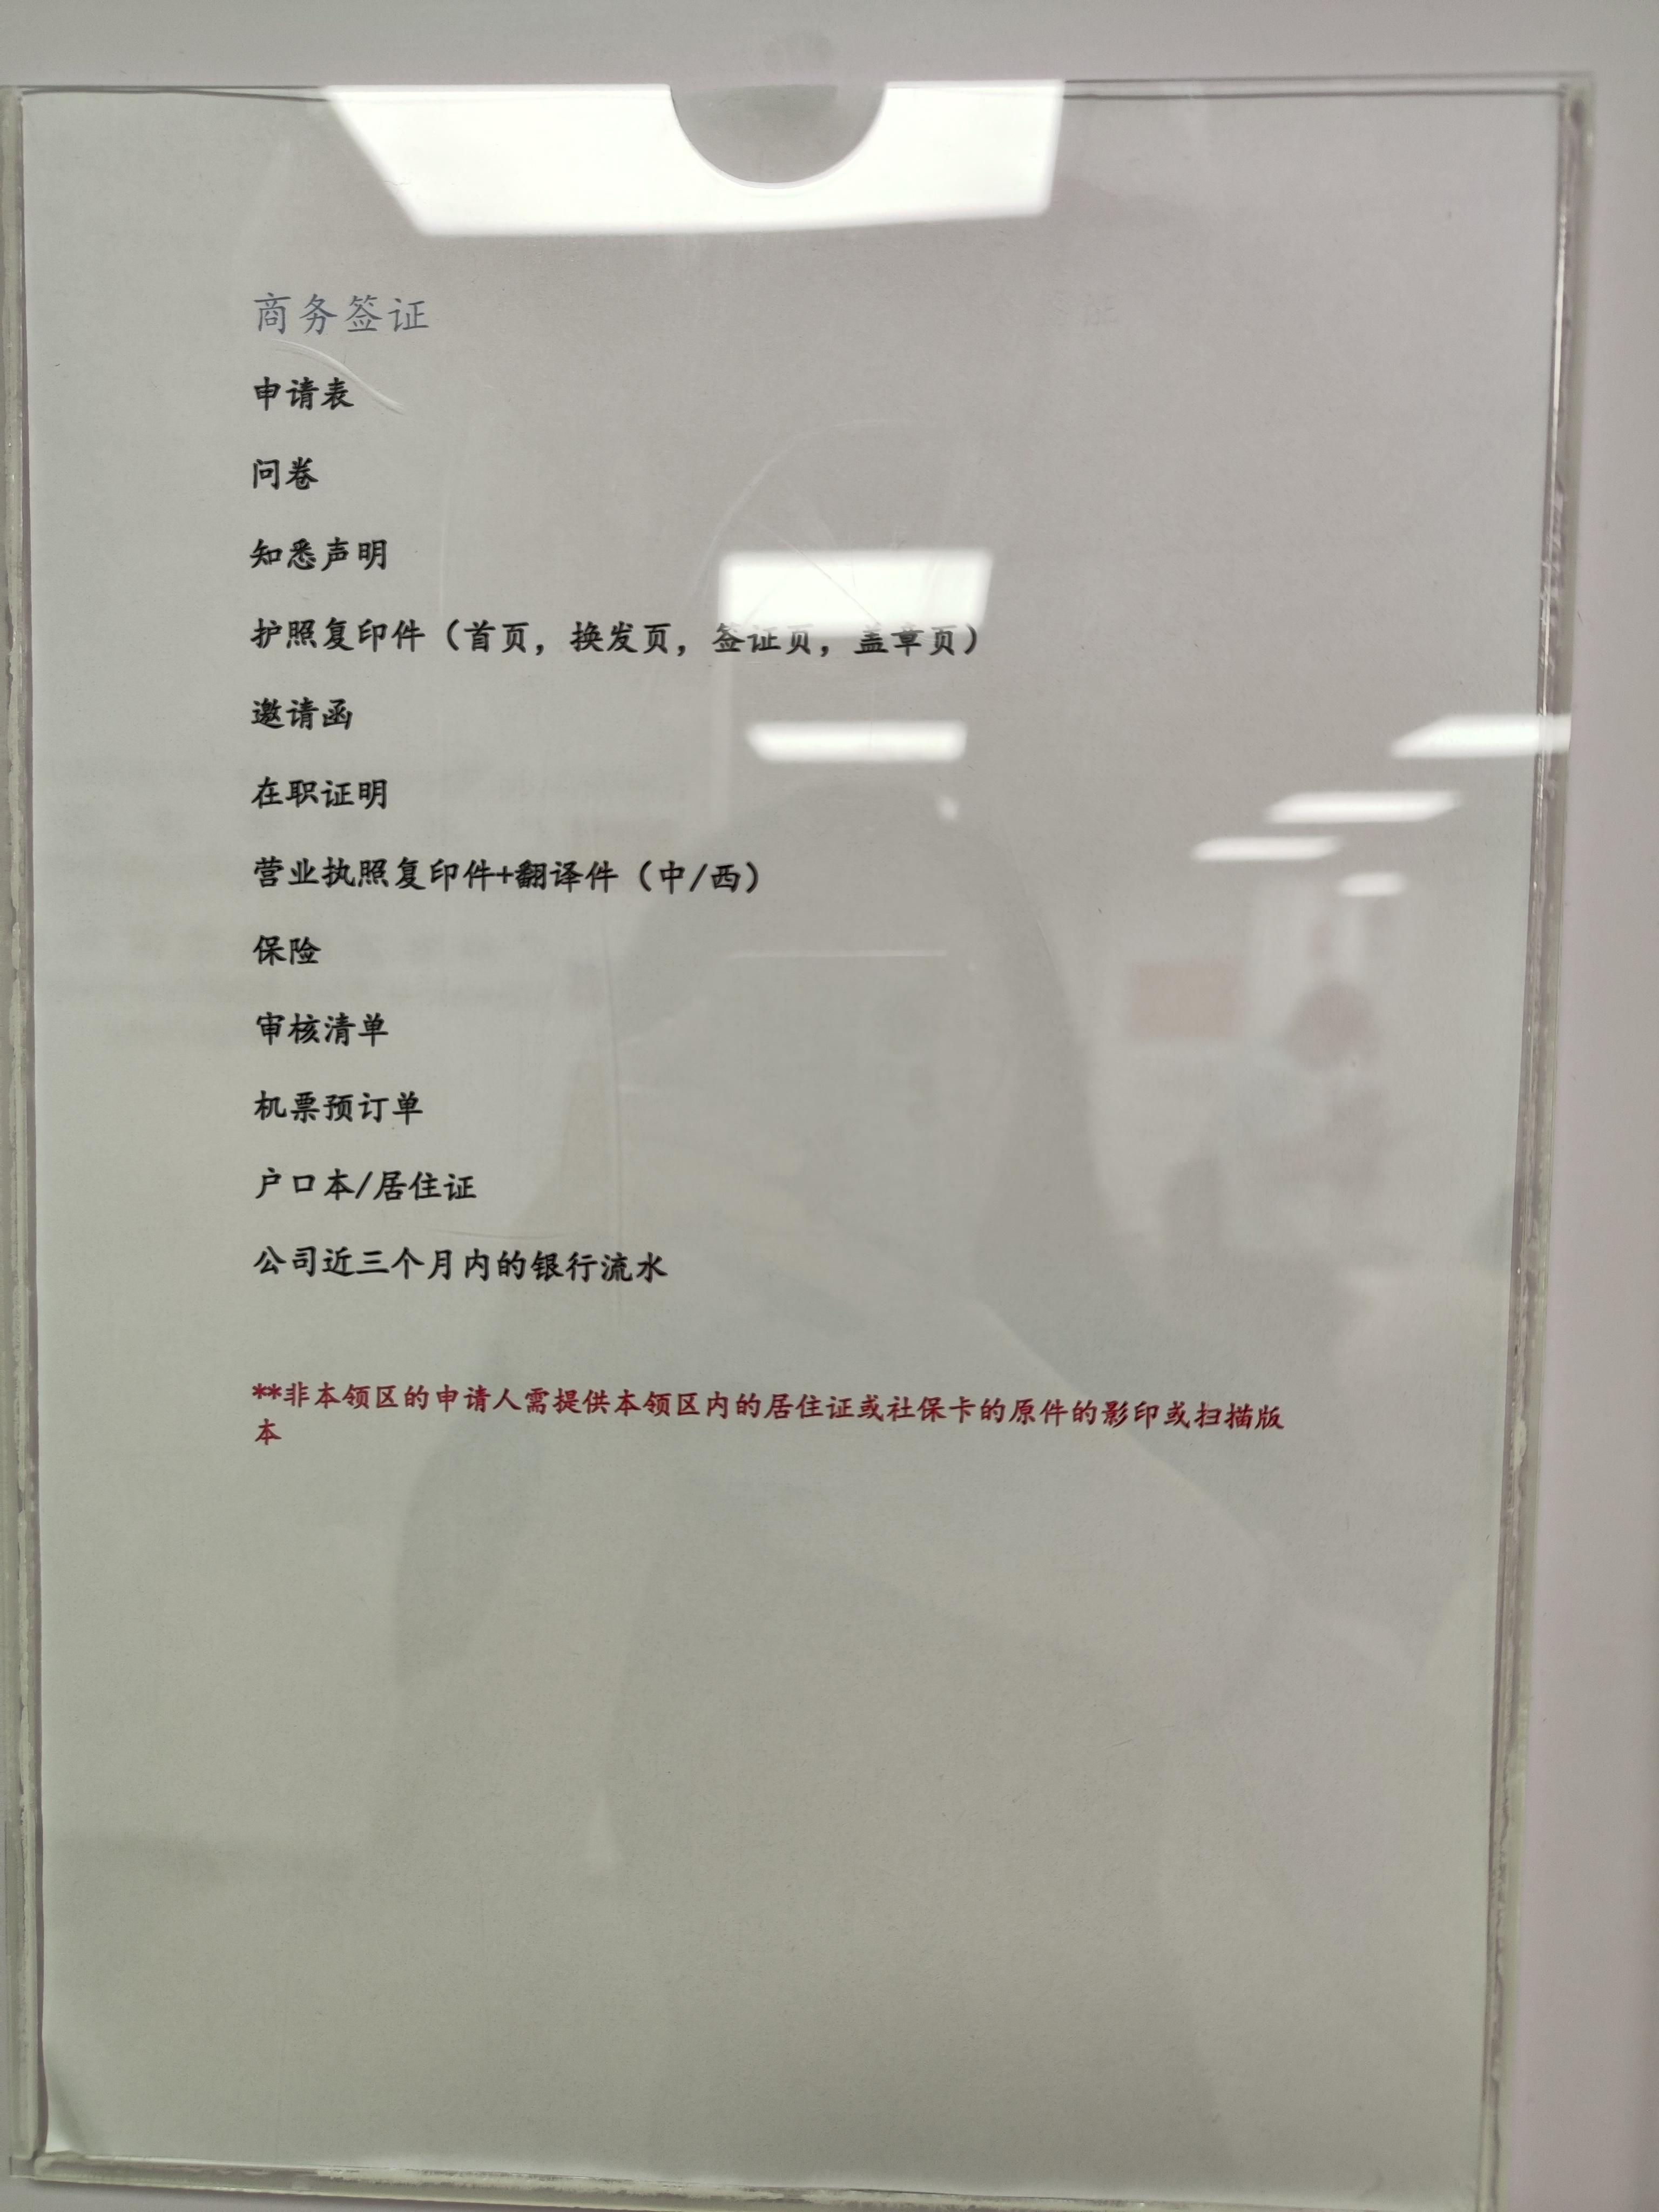 商务签证
申请表
问卷
知悉声明
护照复印件（首页，换发页，签证页，盖章页）
邀请函
在职证明
营业执照复印件+翻译件（中/西）
保险
审核清单
机票预订单
户口本/居住证
公司近三个月内的银行流水
**非本领区的申请人需提供本领区内的居住证或社保卡的原件的影印或扫描版
本